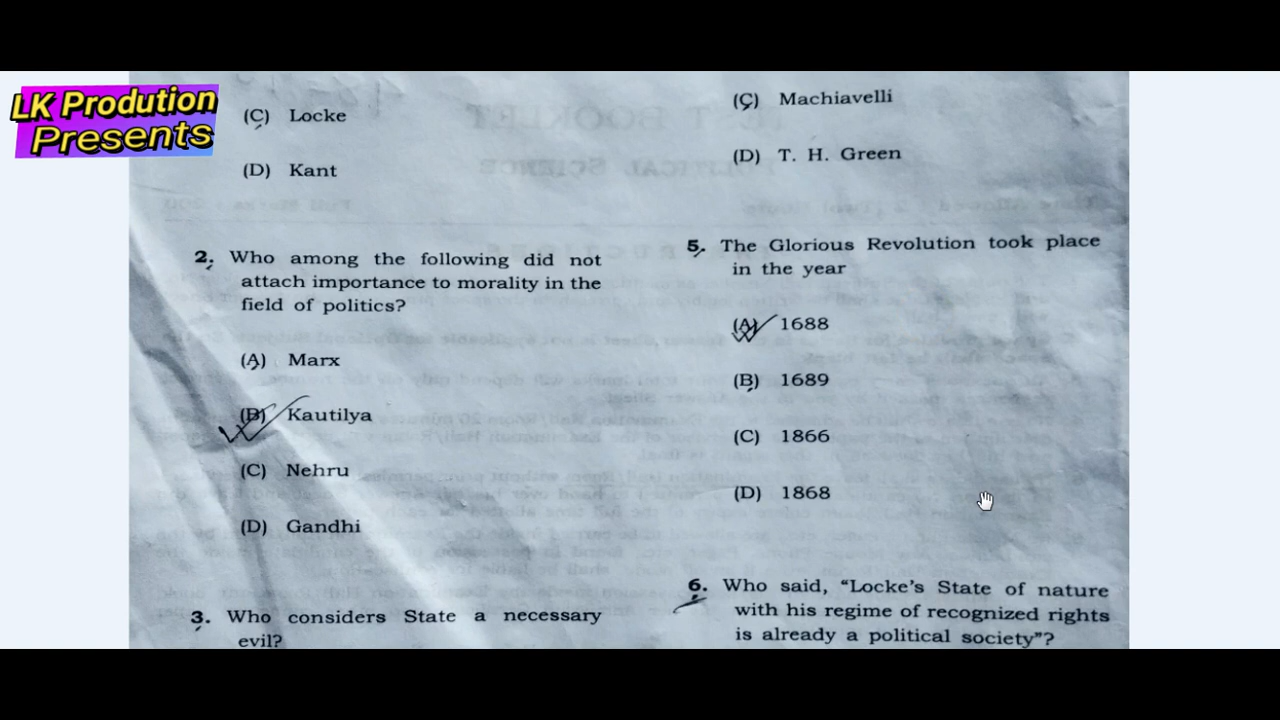 LK Prodution
Presents
(C) Locke
(D) Kant
2. Who among the following did not
attach importance to morality in the
field of politics?
(A) Marx
(B) Kautilya
(C) Nehru
(D) Gandhi
3. Who considers State a necessary
evil?
(C) Machiavelli
(D) T. H. Green
5. The Glorious Revolution took place
in the year
(A) 1688
(B) 1689
(C) 1866
(D) 1868
6. Who said, “Locke’s State of nature
with his regime of recognized rights
is already a political society”?